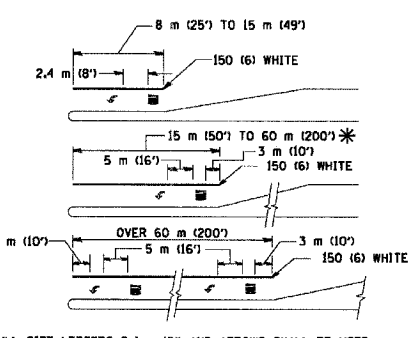 8 m (25') TO 15 m (49')
150 (6) WHITE
2.4 m (8')
15 m (50') TO 60 m (200') *
5 m (16')
3 m (10')
150 (6) WHITE
OVER 60 m (200')
m (10')
5 m (16')
3 m (10')
150 (6) WHITE